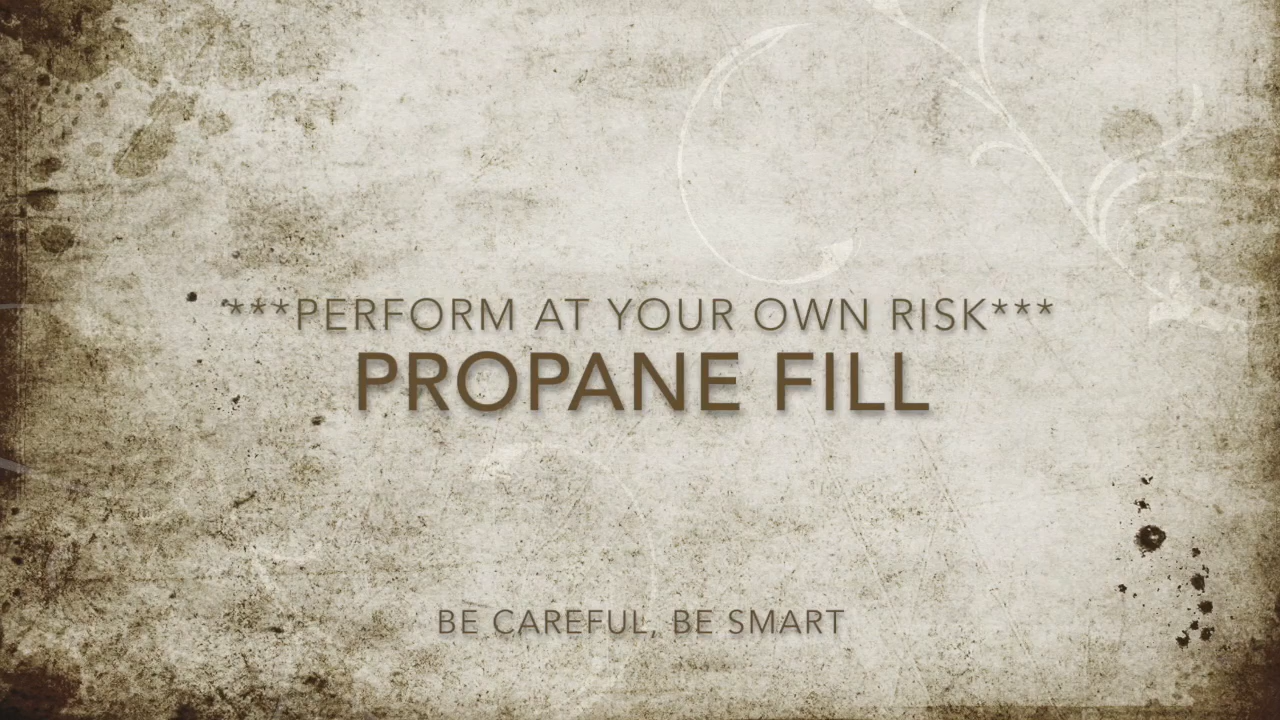 ***PERFORM AT YOUR OWN RISK***
PROPANE FILL
BE CAREFUL, BE SMART